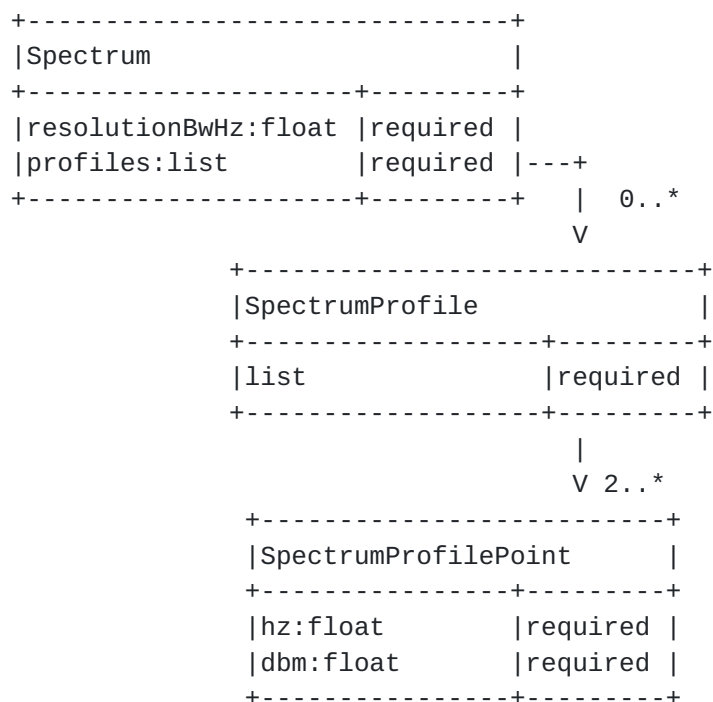 +-------------------------------+
|Spectrum                       |
+---------------------+---------+
|resolutionBwHz:float |required |
|profiles:list        |required |---+
+---------------------+---------+   |  0..*
                                    V
              +------------------------------+
              |SpectrumProfile               |
              +--------------------+---------+
              |list                |required |
              +--------------------+---------+
                                    |
                                    V 2..*
               +--------------------------+
               |SpectrumProfilePoint      |
               +----------------+---------+
               |hz:float        |required |
               |dbm:float       |required |
               +----------------+---------+